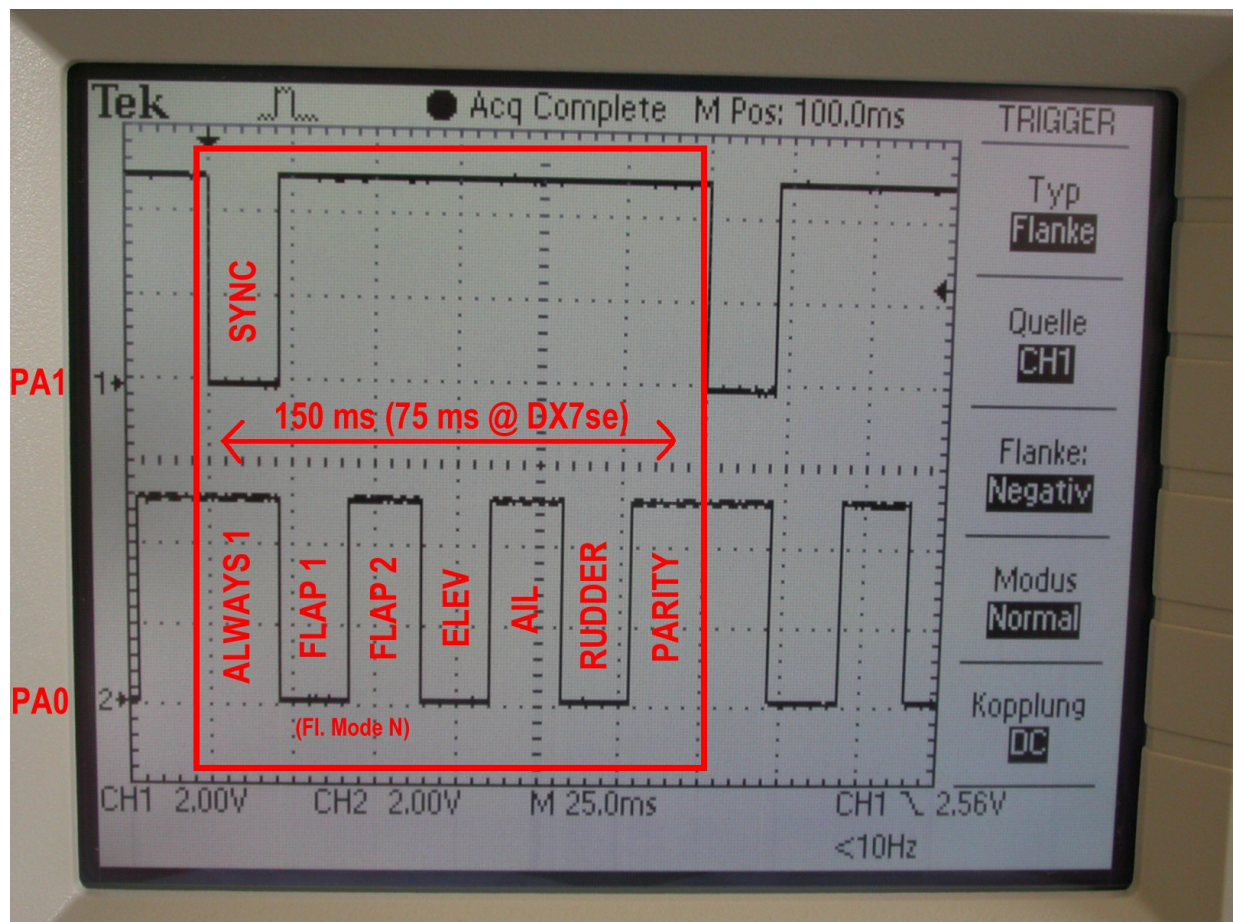 Tek
Acq Complete
M Pos: 100.0ms
TRIGGER
Typ
Flanke
Quelle
CH1
Flanke:
Negativ
Modus
Normal
Kopplung
DC
SYNC
PA1
1
150 ms (75 ms @ DX7se)
ALWAYS 1
FLAP 1
FLAP 2
ELEV
AIL
RUDDER
PARITY
PA0
2
(Fl. Mode N)
CH1 2.00V
CH2 2.00V
M 25.0ms
CH1 2.56V
<10Hz